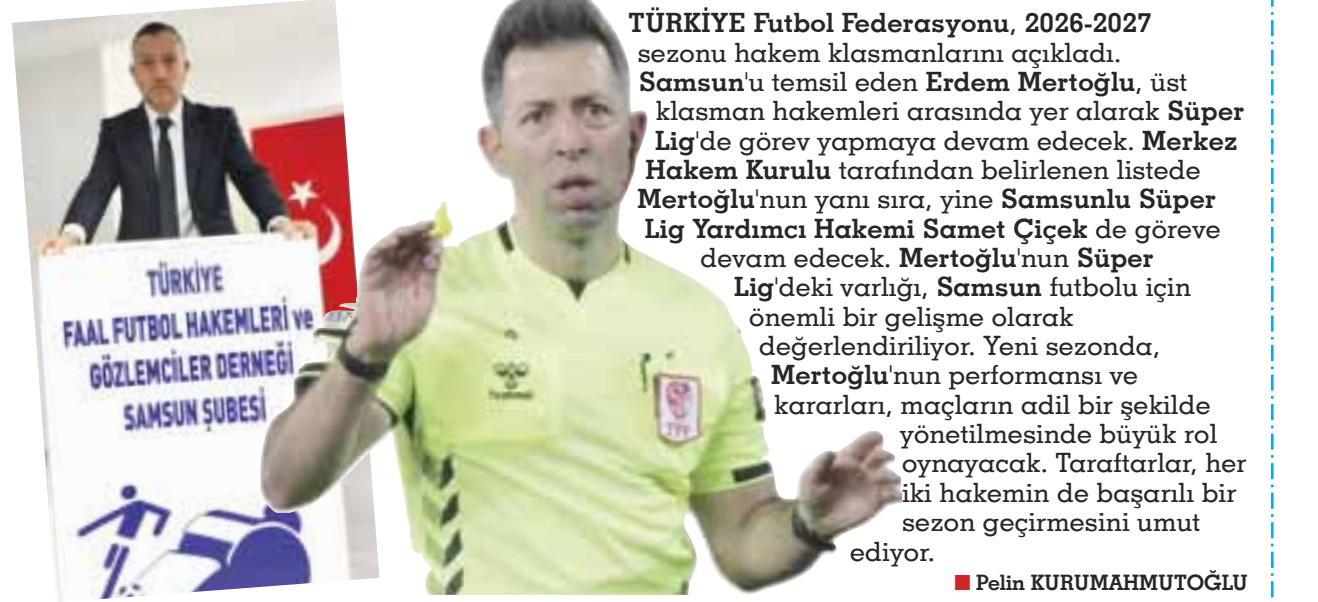 TÜRKİYE Futbol Federasyonu, 2026-2027
sezonu hakem klasmanlarını açıkladı.
Samsun'u temsil eden Erdem Mertoğlu, üst
klasman hakemleri arasında yer alarak Süper
Lig'de görev yapmaya devam edecek. Merkez
Hakem Kurulu tarafından belirlenen listede
Mertoğlu'nun yanı sıra, yine Samsunlu Süper
Lig Yardımcı Hakemi Samet Çiçek de göreve
devam edecek. Mertoğlu'nun Süper
Lig'deki varlığı, Samsun futbolu için
önemli bir gelişme olarak
değerlendiriliyor. Yeni sezonda,
Mertoğlu'nun performansı ve
kararları, maçların adil bir şekilde
yönetilmesinde büyük rol
oynayacak. Taraftarlar, her
iki hakemin de başarılı bir
sezon geçirmesini umut
ediyor.
Pelin KURUMAHMUTOĞLU
TÜRKİYE
FAAL FUTBOL HAKEMLERİ ve
GÖZLEMCİLER DERNEĞİ
SAMSUN ŞUBESİ
TFF